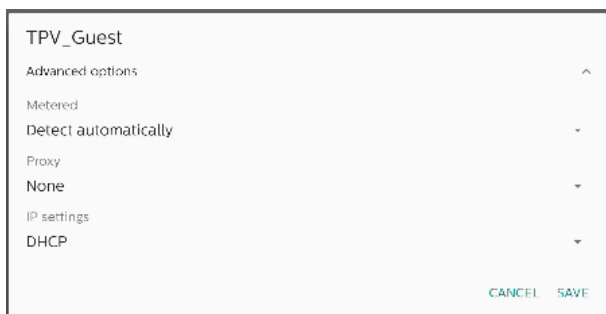 TPV_Guest
Advanced options
Metered
Detect automatically
Proxy
None
IP settings
DHCP
CANCEL SAVE